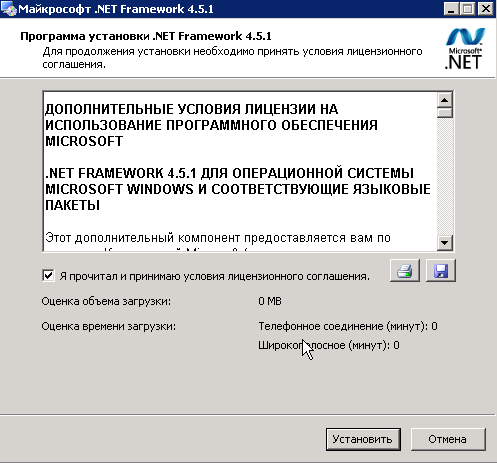 Майкрософт .NET Framework 4.5.1
Программа установки .NET Framework 4.5.1
Для продолжения установки необходимо принять условия лицензионного
соглашения.
Microsoft
.NET
ДОПОЛНИТЕЛЬНЫЕ УСЛОВИЯ ЛИЦЕНЗИИ НА
ИСПОЛЬЗОВАНИЕ ПРОГРАММНОГО ОБЕСПЕЧЕНИЯ
MICROSOFT
.NET FRAMEWORK 4.5.1 ДЛЯ ОПЕРАЦИОННОЙ СИСТЕМЫ
MICROSOFT WINDOWS И СООТВЕТСТВУЮЩИЕ ЯЗЫКОВЫЕ
ПАКЕТЫ
Этот дополнительный компонент предоставляется вам по
Я прочитал и принимаю условия лицензионного соглашения.
Оценка объема загрузки: 0 MB
Оценка времени загрузки: Телефонное соединение (минут): 0
Широкополосное (минут): 0
Установить Отмена